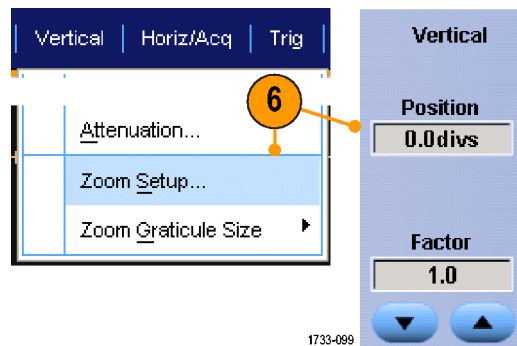 Vertical | Horiz/Acq | Trig
6
Attenuation...
Zoom Setup...
Zoom Graticule Size
Vertical
Position
0.0divs
Factor
1.0
1733-099